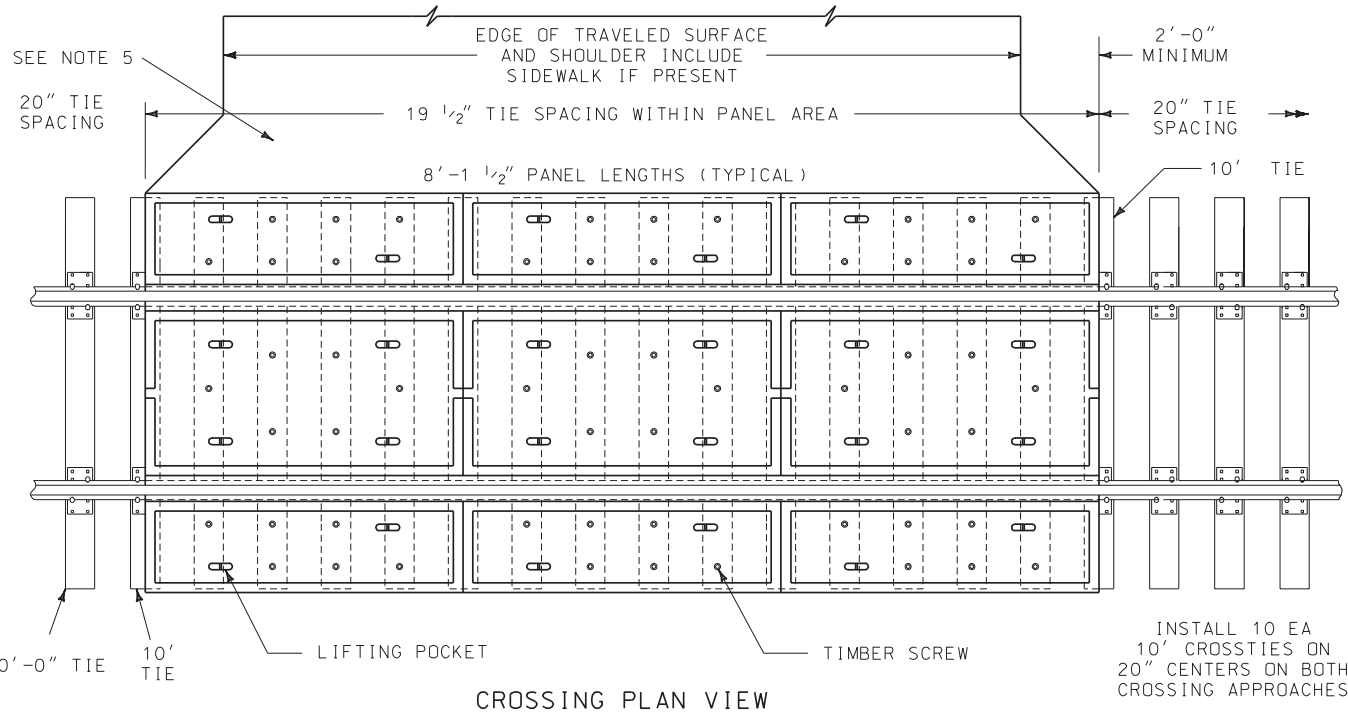 EDGE OF TRAVELED SURFACE
AND SHOULDER INCLUDE
SIDEWALK IF PRESENT
2'-0"
MINIMUM
SEE NOTE 5
20" TIE
SPACING
19 1/2" TIE SPACING WITHIN PANEL AREA
20" TIE
SPACING
8'-1 1/2" PANEL LENGTHS (TYPICAL)
10' TIE
0'-0" TIE
10'
TIE
LIFTING POCKET
TIMBER SCREW
INSTALL 10 EA
10' CROSSTIES ON
20" CENTERS ON BOTH
CROSSING APPROACHES
CROSSING PLAN VIEW